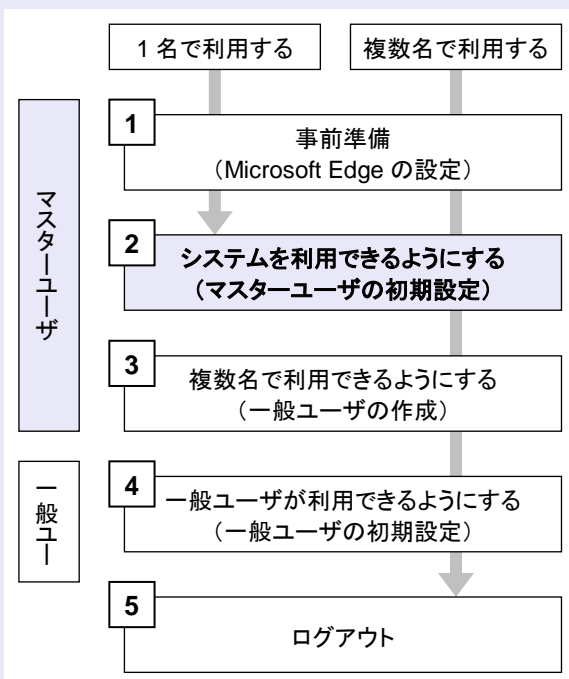 1 名で利用する
複数名で利用する
マスターユーザ
1
事前準備
（Microsoft Edge の設定）
2
システムを利用できるようにする
（マスターユーザの初期設定）
3
複数名で利用できるようにする
（一般ユーザの作成）
一般ユー
4
一般ユーザが利用できるようにする
（一般ユーザの初期設定）
5
ログアウト